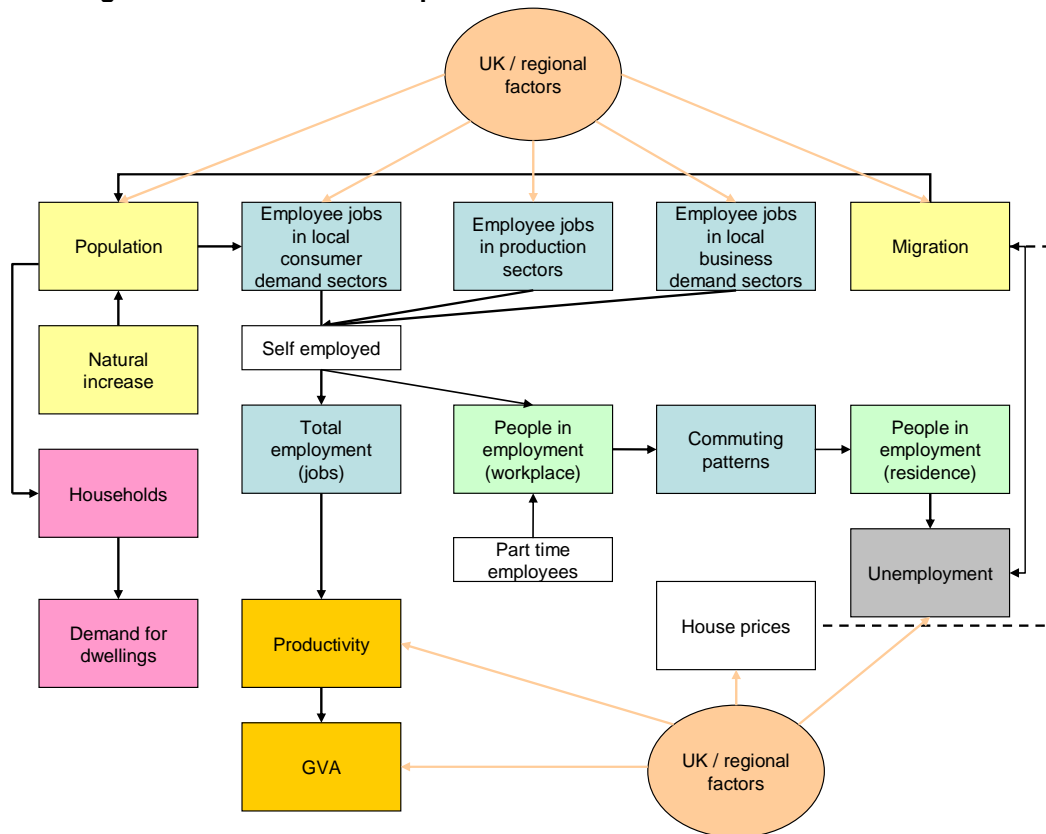 UK / regional
factors
Population
Employee jobs
in local
consumer
demand sectors
Employee jobs
in production
sectors
Employee jobs
in local
business
demand sectors
Migration
Natural
increase
Self employed
Total
employment
(jobs)
People in
employment
(workplace)
Commuting
patterns
People in
employment
(residence)
Households
Part time
employees
Unemployment
Demand for
dwellings
Productivity
House prices
GVA
UK / regional
factors